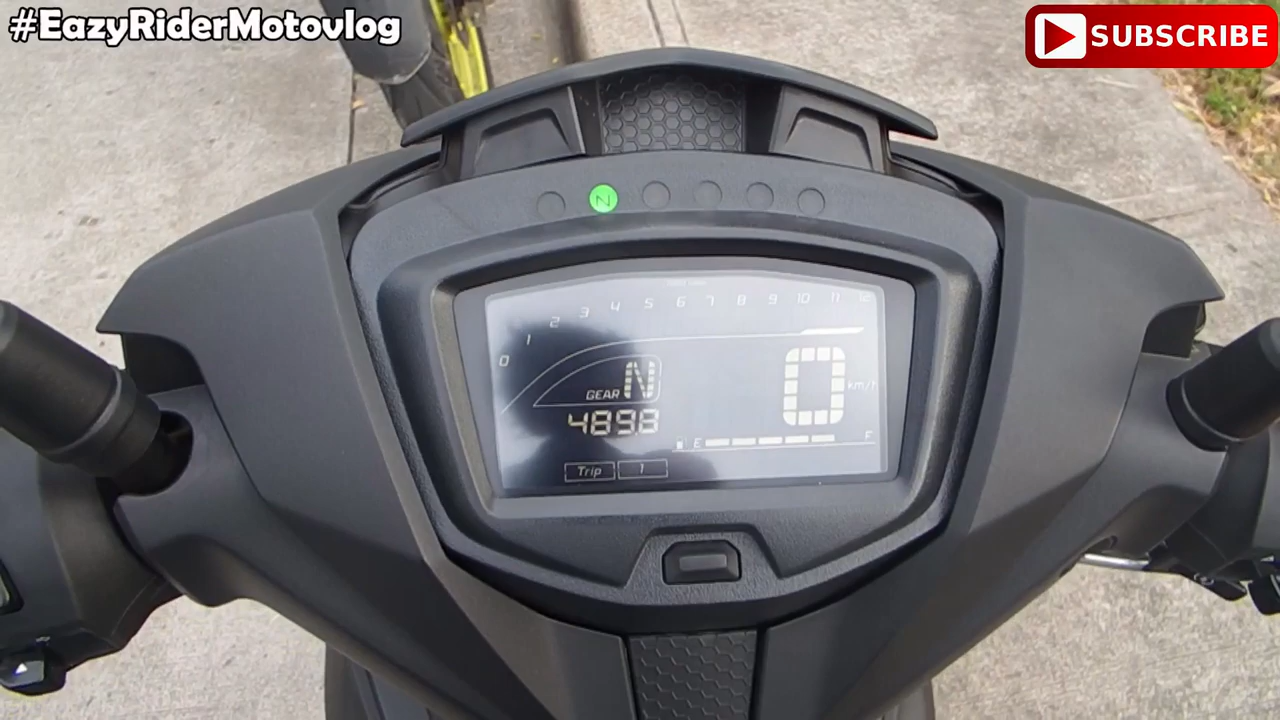 #EazyRiderMotovlog
SUBSCRIBE
N
0 1 2 3 4 5 6 7 8 9 10 11 12
GEAR N
0 km/h
4898
E F
Trip 1